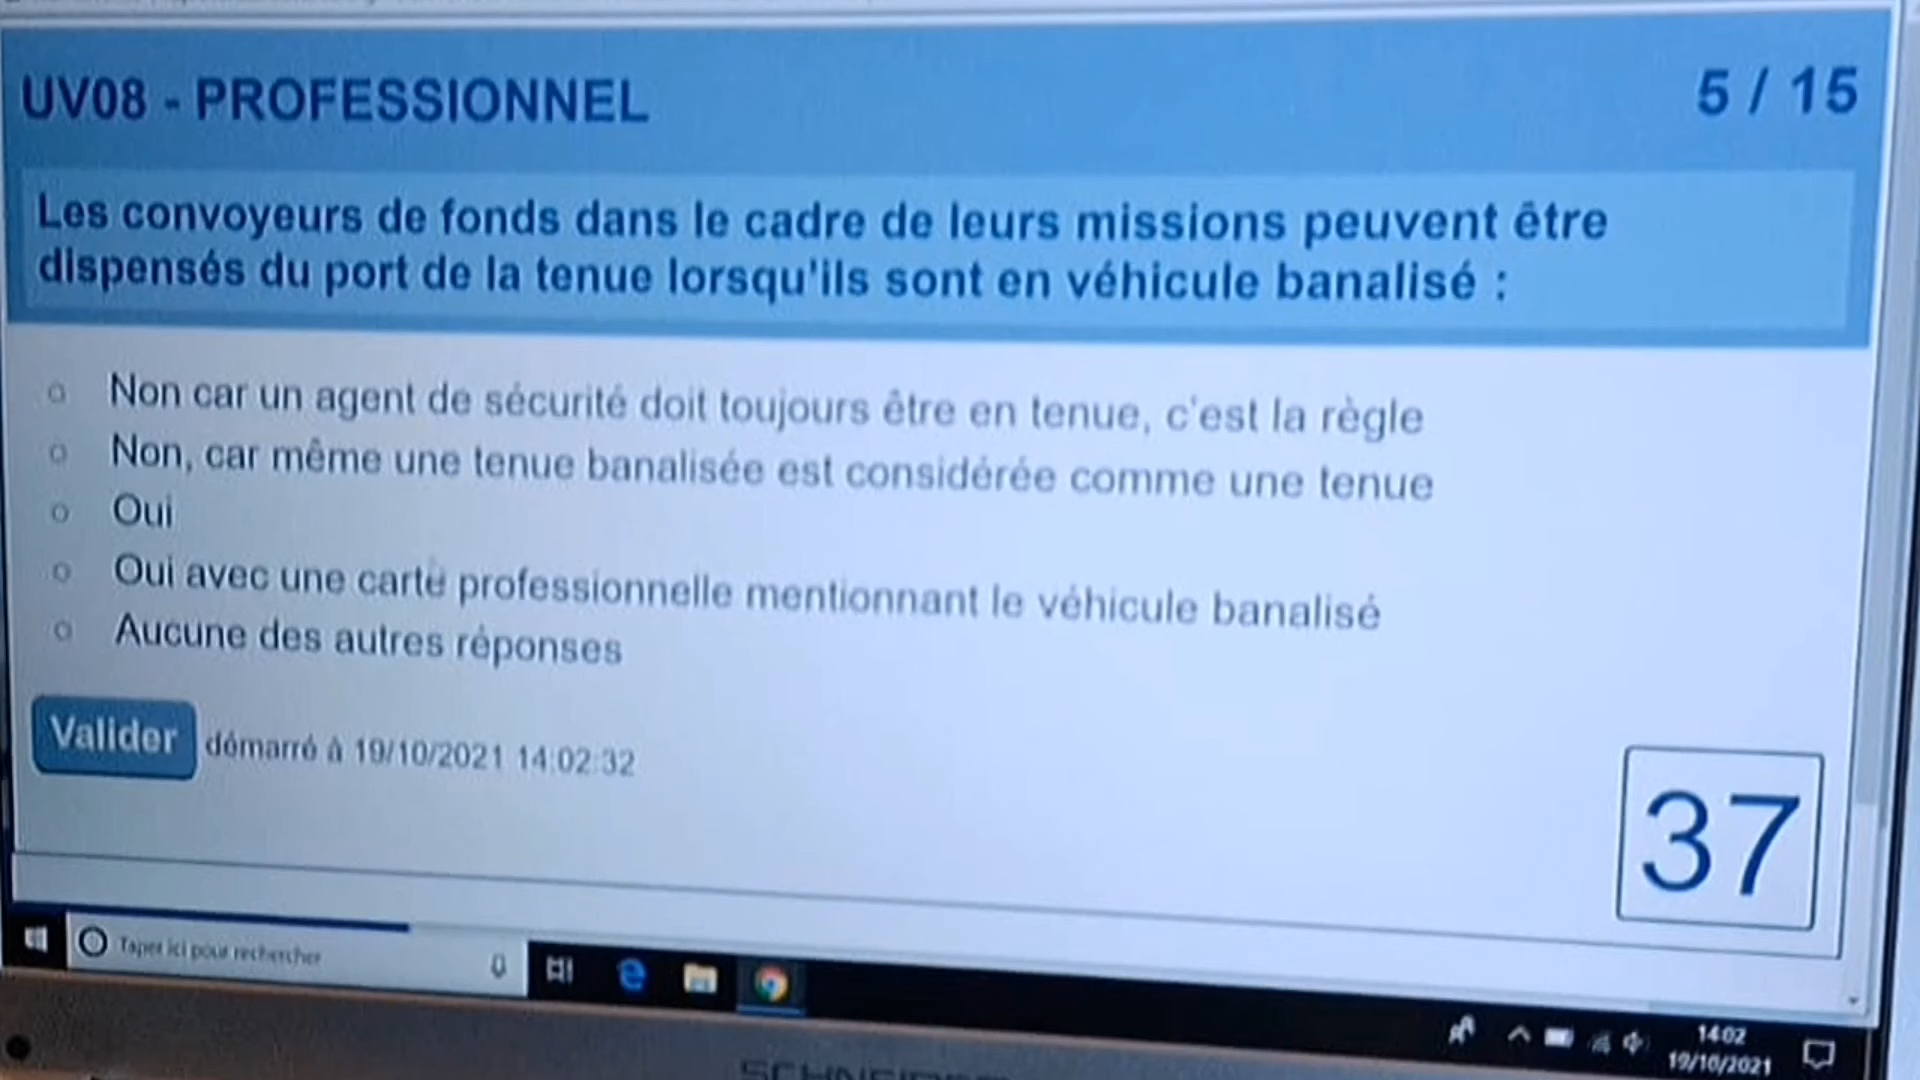 UV08 - PROFESSIONNEL
5 / 15
Les convoyeurs de fonds dans le cadre de leurs missions peuvent être
dispensés du port de la tenue lorsqu'ils sont en véhicule banalisé :
Non car un agent de sécurité doit toujours être en tenue, c'est la règle
Non, car même une tenue banalisée est considérée comme une tenue
Oui
Oui avec une carte professionnelle mentionnant le véhicule banalisé
Aucune des autres réponses
Valider
démarré à 19/10/2021 14:02:32
37
Taper ici pour rechercher
14:02
19/10/2021